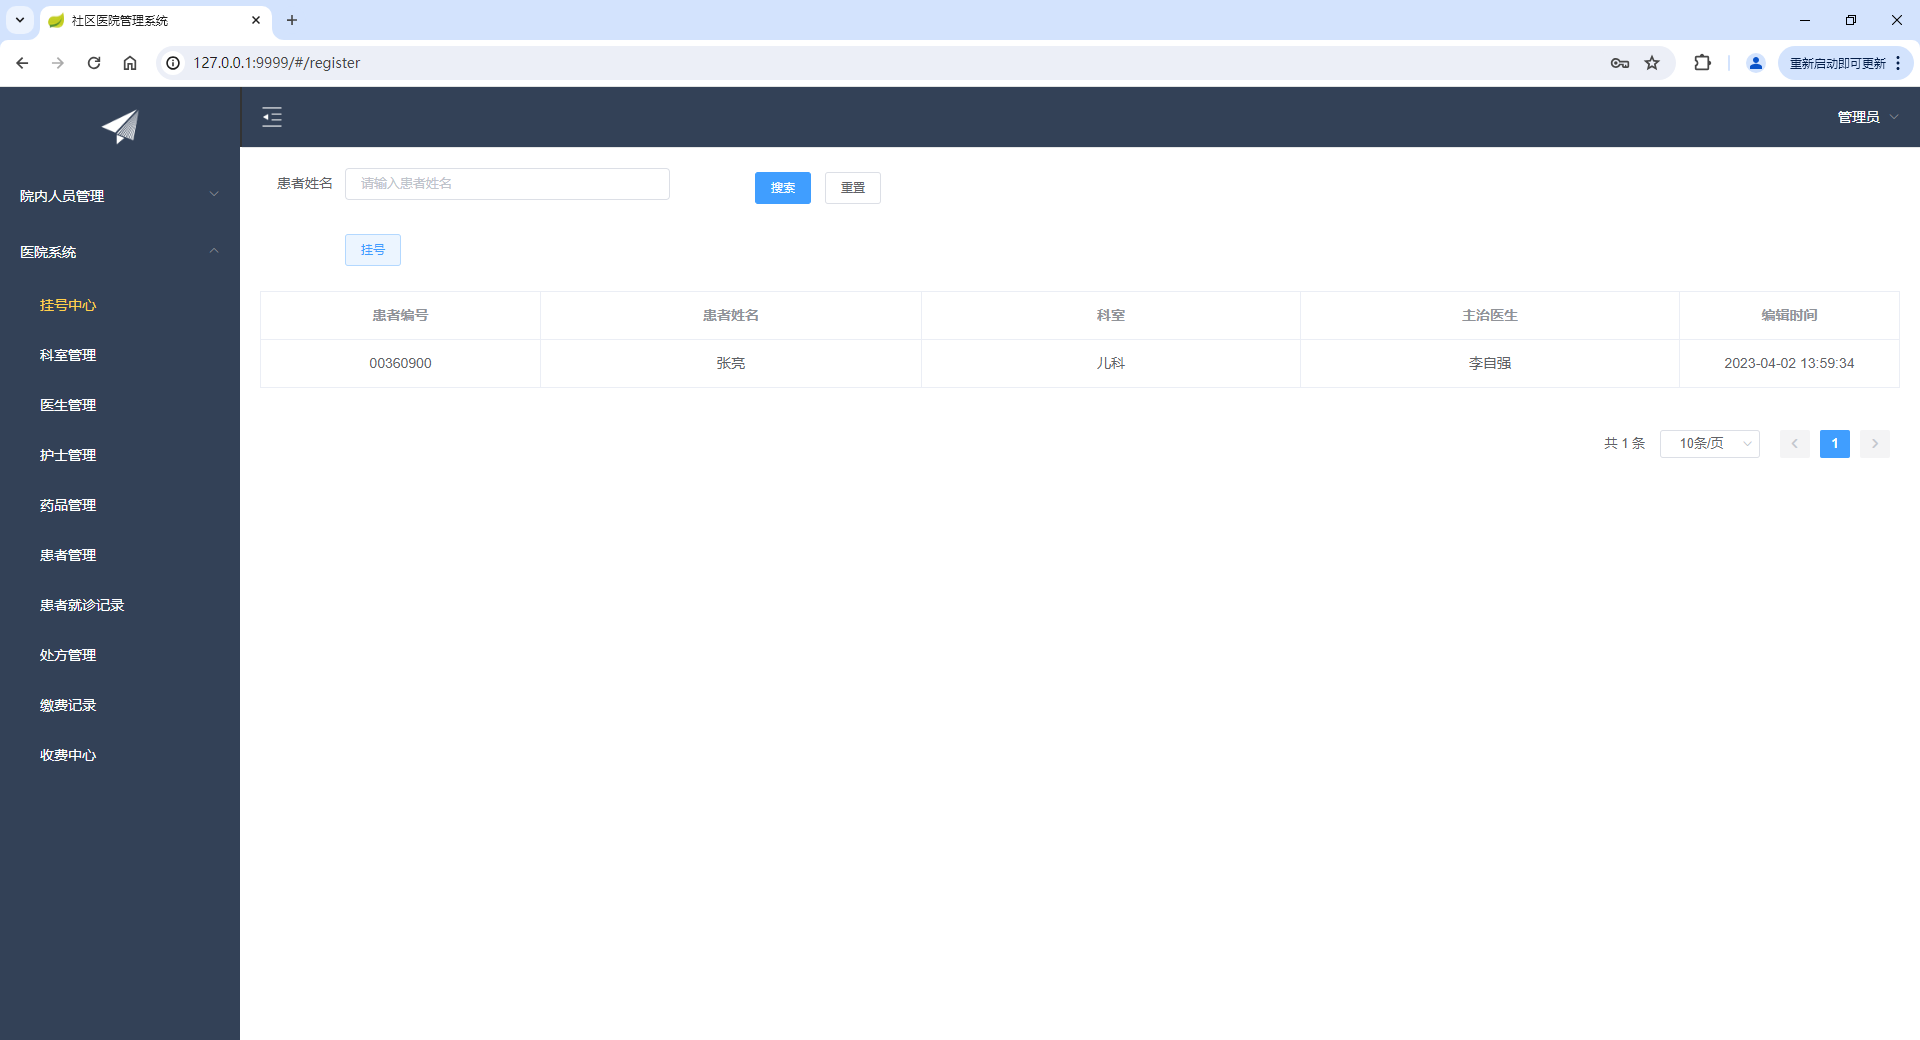 社区医院管理系统
127.0.0.1:9999/#/register
重新启动即可更新
管理员
院内人员管理
医院系统
挂号中心
科室管理
医生管理
护士管理
药品管理
患者管理
患者就诊记录
处方管理
缴费记录
收费中心
患者姓名 请输入患者姓名 搜索 重置
挂号
患者编号 患者姓名 科室 主治医生 编辑时间
00360900 张亮 儿科 李自强 2023-04-02 13:59:34
共 1 条 10条/页 1